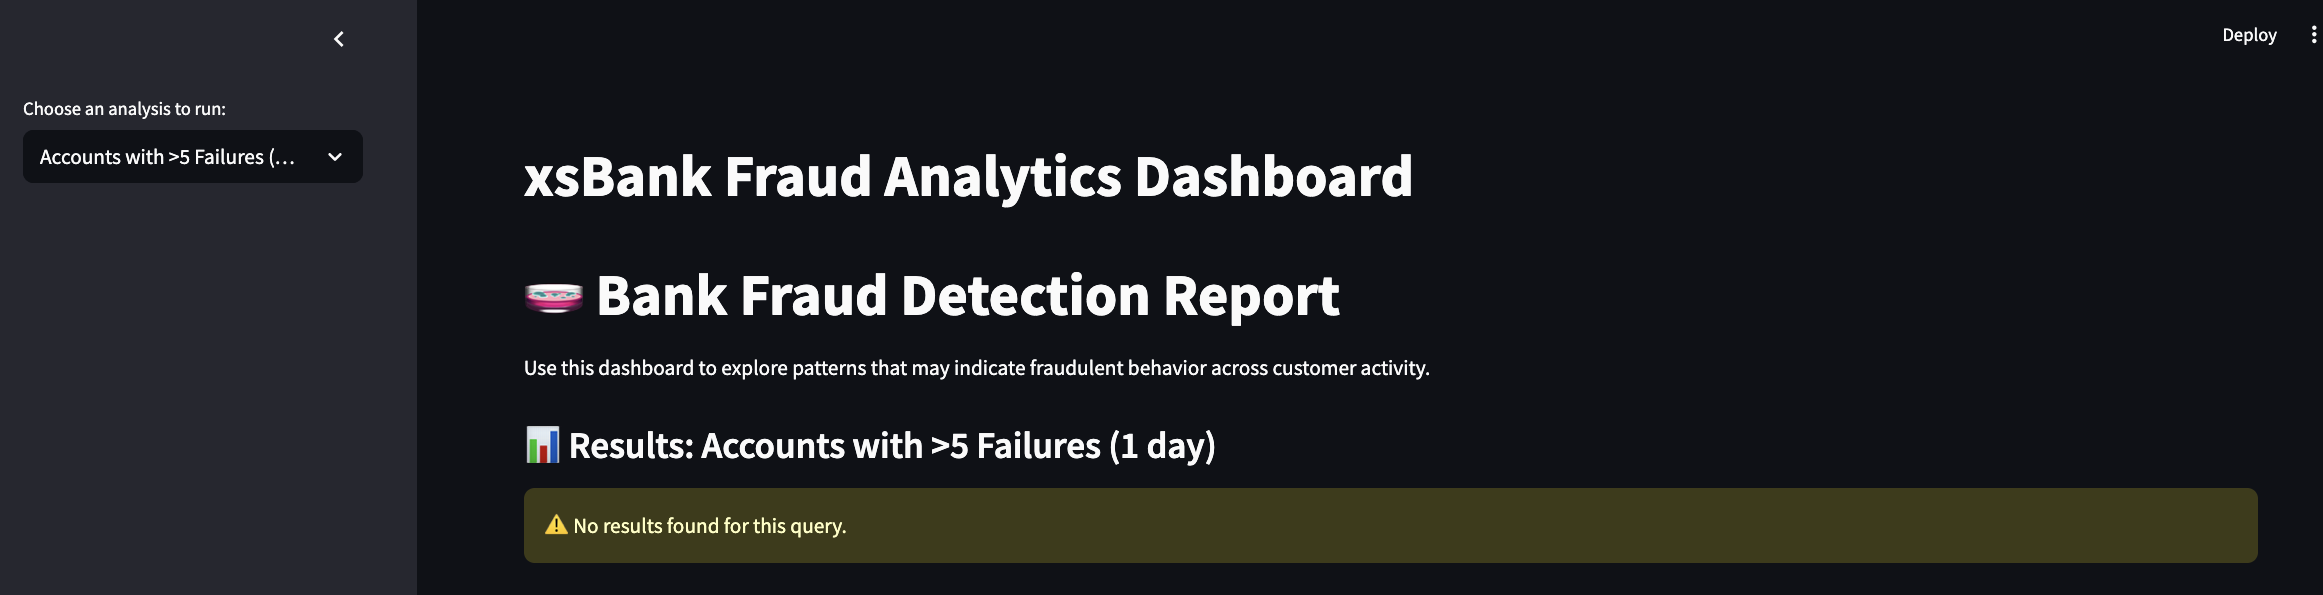 Deploy
Choose an analysis to run:
Accounts with >5 Failures (...
xsBank Fraud Analytics Dashboard
🧫 Bank Fraud Detection Report
Use this dashboard to explore patterns that may indicate fraudulent behavior across customer activity.
📊 Results: Accounts with >5 Failures (1 day)
⚠️ No results found for this query.